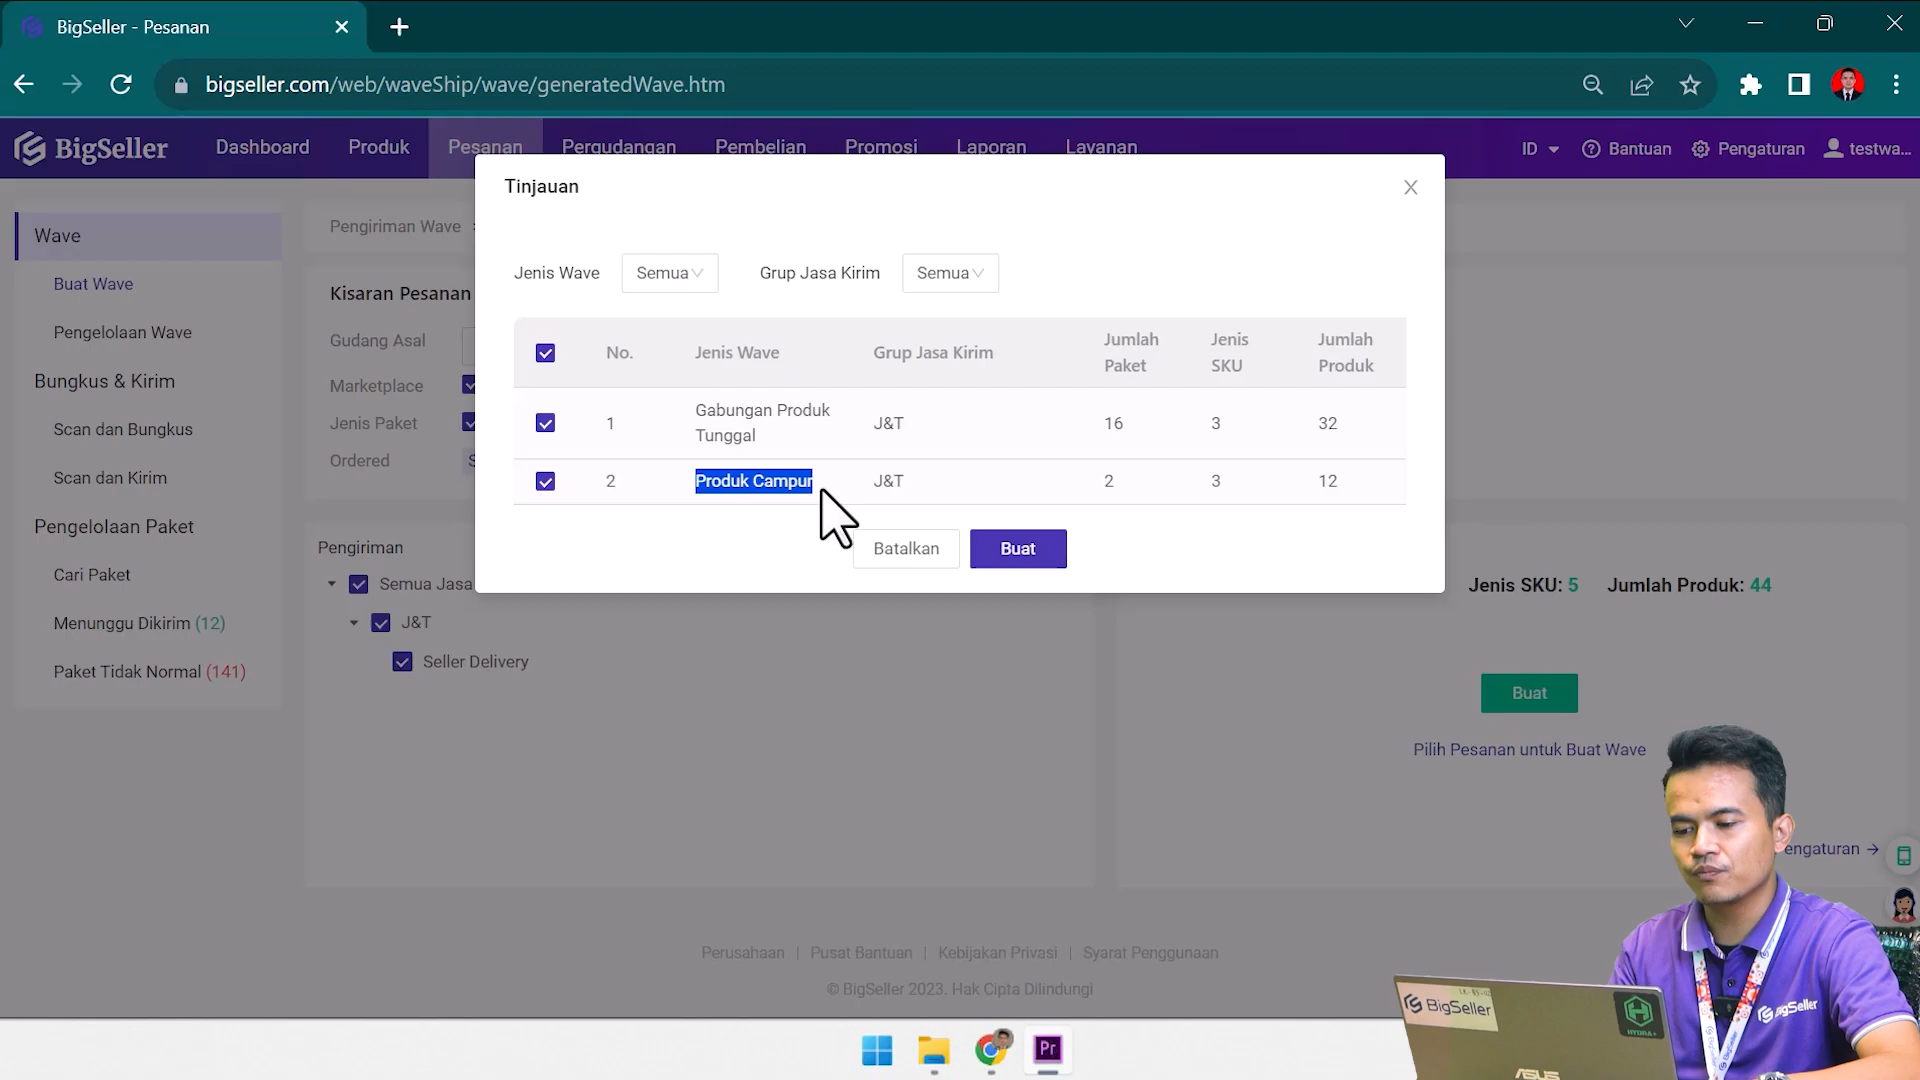 BigSeller - Pesanan
bigseller.com/web/waveShip/wave/generatedWave.htm
BigSeller
Dashboard
Produk
Pesanan
Pergudangan
Pembelian
Promosi
Laporan
Layanan
ID
Bantuan
Pengaturan
testwa...
Tinjauan
Jenis Wave
Semua
Grup Jasa Kirim
Semua
No.
Jenis Wave
Grup Jasa Kirim
Jumlah Paket
Jenis SKU
Jumlah Produk
1
Gabungan Produk Tunggal
J&T
16
3
32
2
Produk Campur
J&T
2
3
12
Batalkan
Buat
Wave
Buat Wave
Pengelolaan Wave
Bungkus & Kirim
Scan dan Bungkus
Scan dan Kirim
Pengelolaan Paket
Cari Paket
Menunggu Dikirim (12)
Paket Tidak Normal (141)
Pengiriman Wave
Kisaran Pesanan
Gudang Asal
Marketplace
Jenis Paket
Ordered
Pengiriman
Semua Jasa
J&T
Seller Delivery
Jenis SKU: 5
Jumlah Produk: 44
Buat
Pilih Pesanan untuk Buat Wave
engaturan →
Perusahaan | Pusat Bantuan | Kebijakan Privasi | Syarat Penggunaan
© BigSeller 2023. Hak Cipta Dilindungi
Pr
BigSeller
HYDRA+
ASUS
BigSeller